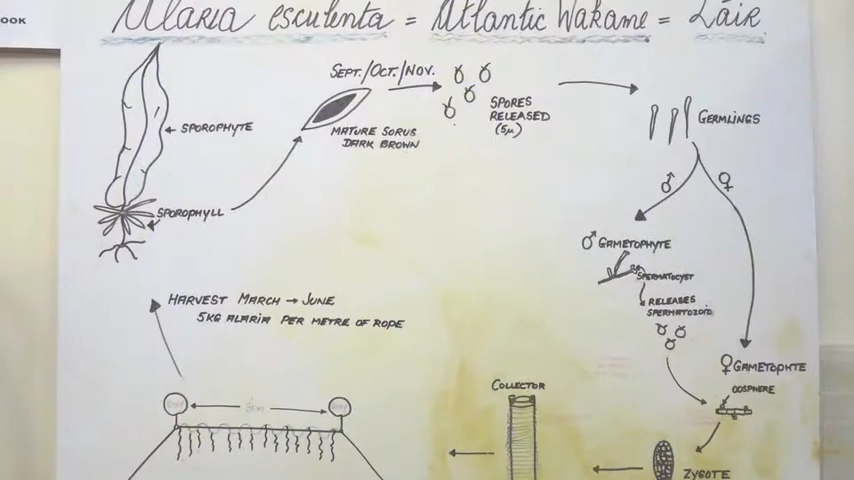 OOK
Alaria esculenta = Atlantic Wakame = Láir
SEPT./OCT./NOV.
SPORES
RELEASED
(5µ)
GERMLINGS
SPOROPHYTE
MATURE SORUS
DARK BROWN
♂
♀
SPOROPHYLL
♂ GAMETOPHYTE
SPERMATOCYST
RELEASES
SPERMATOZOID
HARVEST MARCH → JUNE
5KG ALARIA PER METRE OF ROPE
♀ GAMETOPHTE
OOSPHERE
COLLECTOR
ZYGOTE